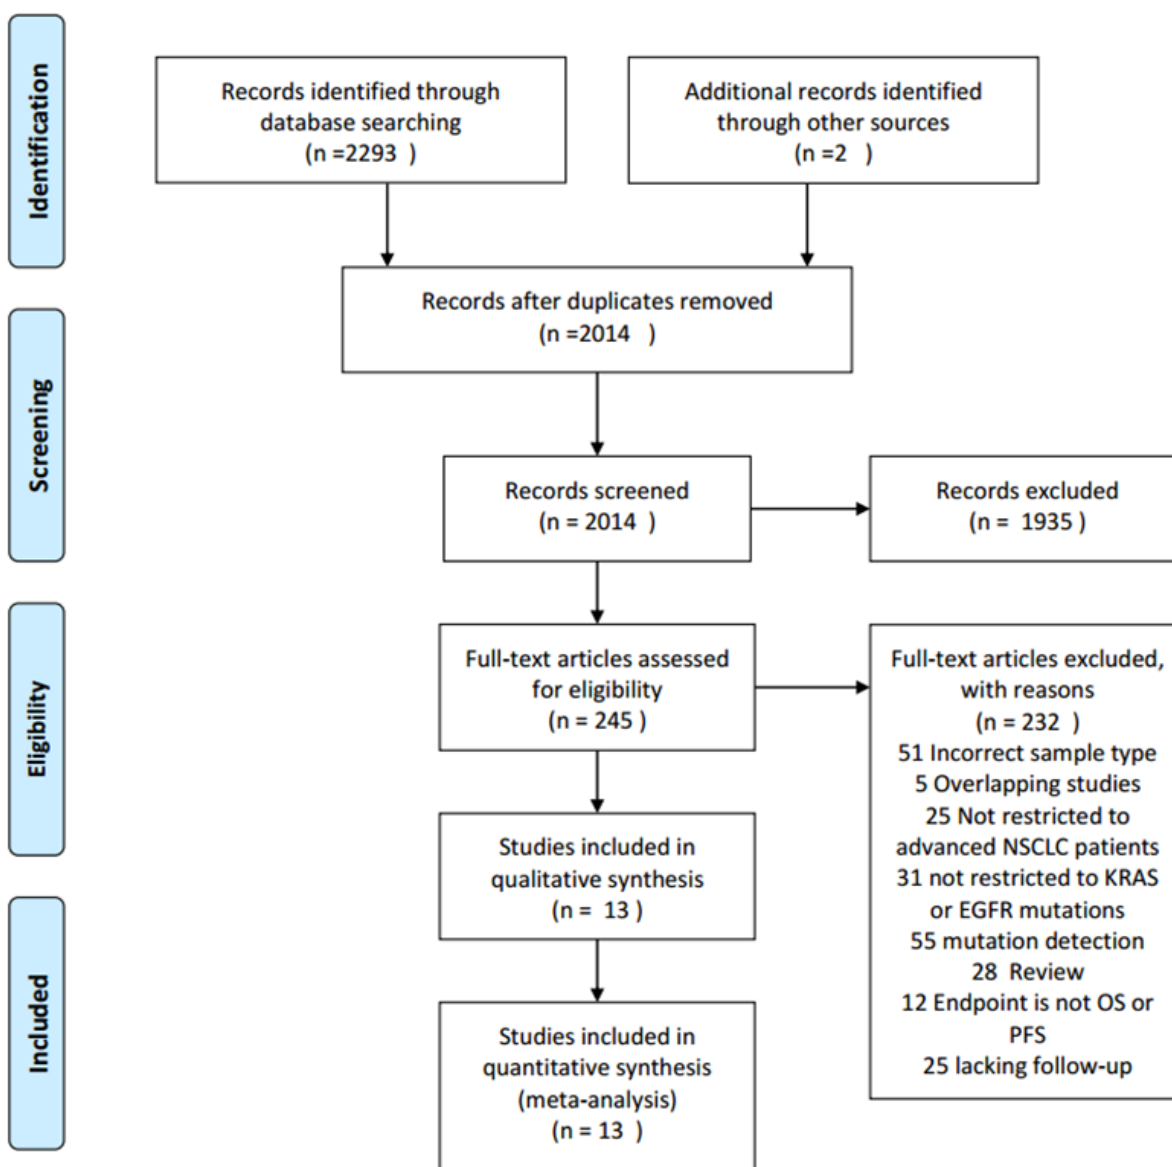 Identification
Records identified through
database searching
(n =2293 )
Additional records identified
through other sources
(n =2 )
Records after duplicates removed
(n =2014 )
Screening
Records screened
(n = 2014 )
Records excluded
(n = 1935 )
Eligibility
Full-text articles assessed
for eligibility
(n = 245 )
Full-text articles excluded,
with reasons
(n = 232 )
51 Incorrect sample type
5 Overlapping studies
25 Not restricted to
advanced NSCLC patients
31 not restricted to KRAS
or EGFR mutations
55 mutation detection
28 Review
12 Endpoint is not OS or
PFS
25 lacking follow-up
Studies included in
qualitative synthesis
(n = 13 )
Included
Studies included in
quantitative synthesis
(meta-analysis)
(n = 13 )